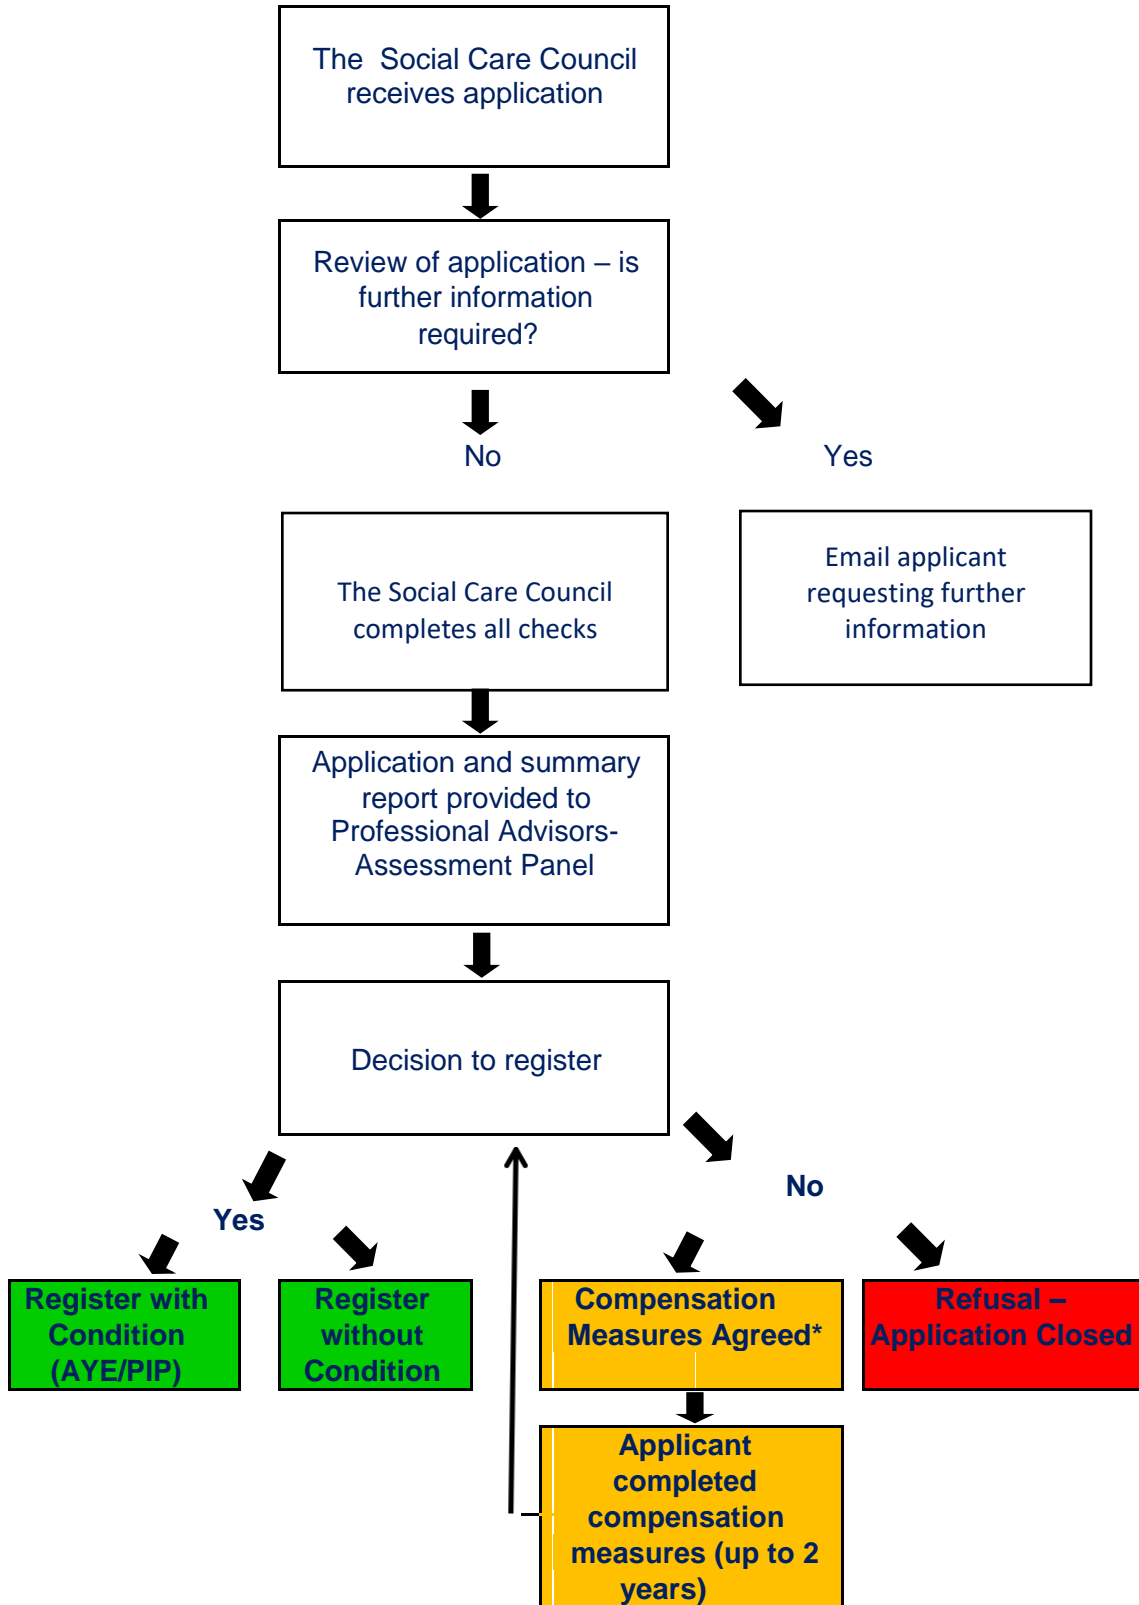 The Social Care Council
receives application
Review of application – is
further information
required?
No
Yes
The Social Care Council
completes all checks
Email applicant
requesting further
information
Application and summary
report provided to
Professional Advisors-
Assessment Panel
Decision to register
Yes
No
Register with
Condition
(AYE/PIP)
Register
without
Condition
Compensation
Measures Agreed*
Refusal –
Application Closed
Applicant
completed
compensation
measures (up to 2
years)